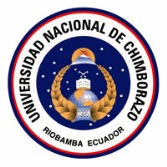 UNIVERSIDAD NACIONAL DE CHIMBORAZO
RIOBAMBA ECUADOR